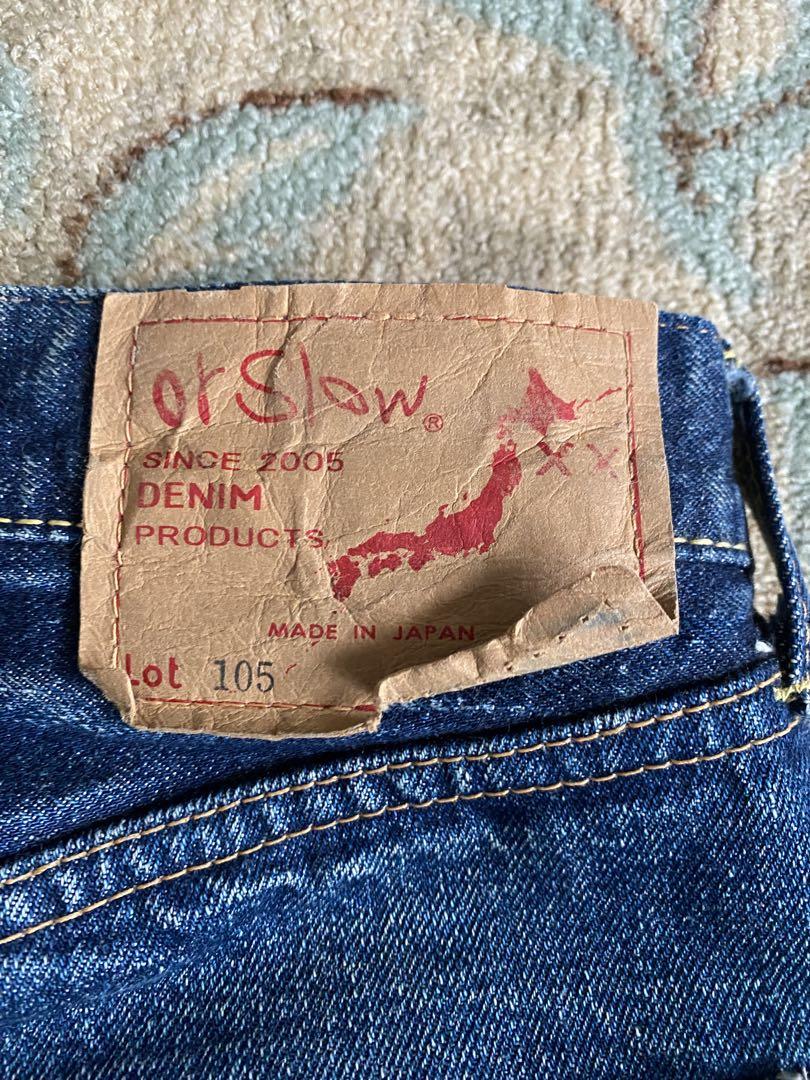 orSlow®
SINCE 2005
DENIM
PRODUCTS
XX
MADE IN JAPAN
Lot 105